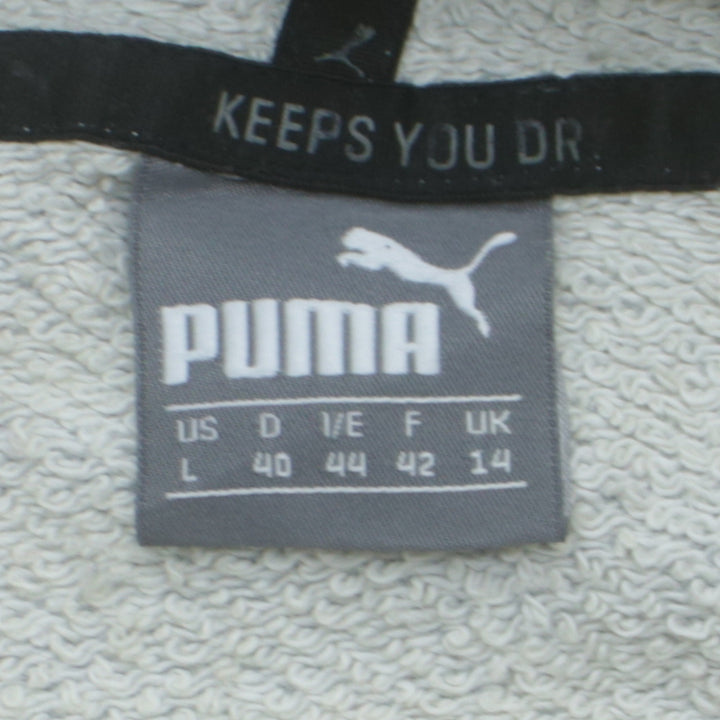 KEEPS YOU DR
PUMA
US D I/E F UK
L 40 44 42 14